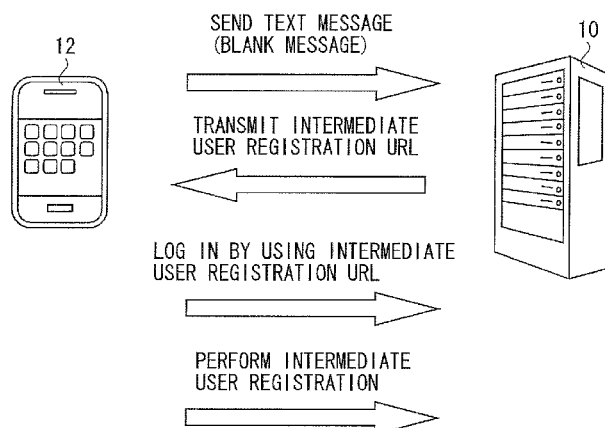 SEND TEXT MESSAGE
(BLANK MESSAGE)
12
10
TRANSMIT INTERMEDIATE
USER REGISTRATION URL
LOG IN BY USING INTERMEDIATE
USER REGISTRATION URL
PERFORM INTERMEDIATE
USER REGISTRATION